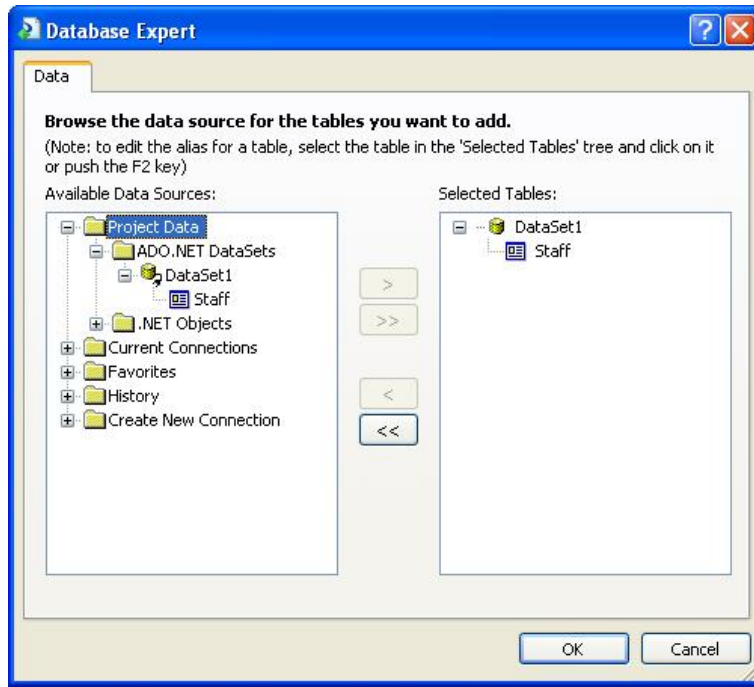 Database Expert
Data
Browse the data source for the tables you want to add.
(Note: to edit the alias for a table, select the table in the 'Selected Tables' tree and click on it
or push the F2 key)
Available Data Sources:
Selected Tables:
Project Data
ADO.NET DataSets
DataSet1
Staff
.NET Objects
Current Connections
Favorites
History
Create New Connection
>
>>
<
<<
DataSet1
Staff
OK
Cancel